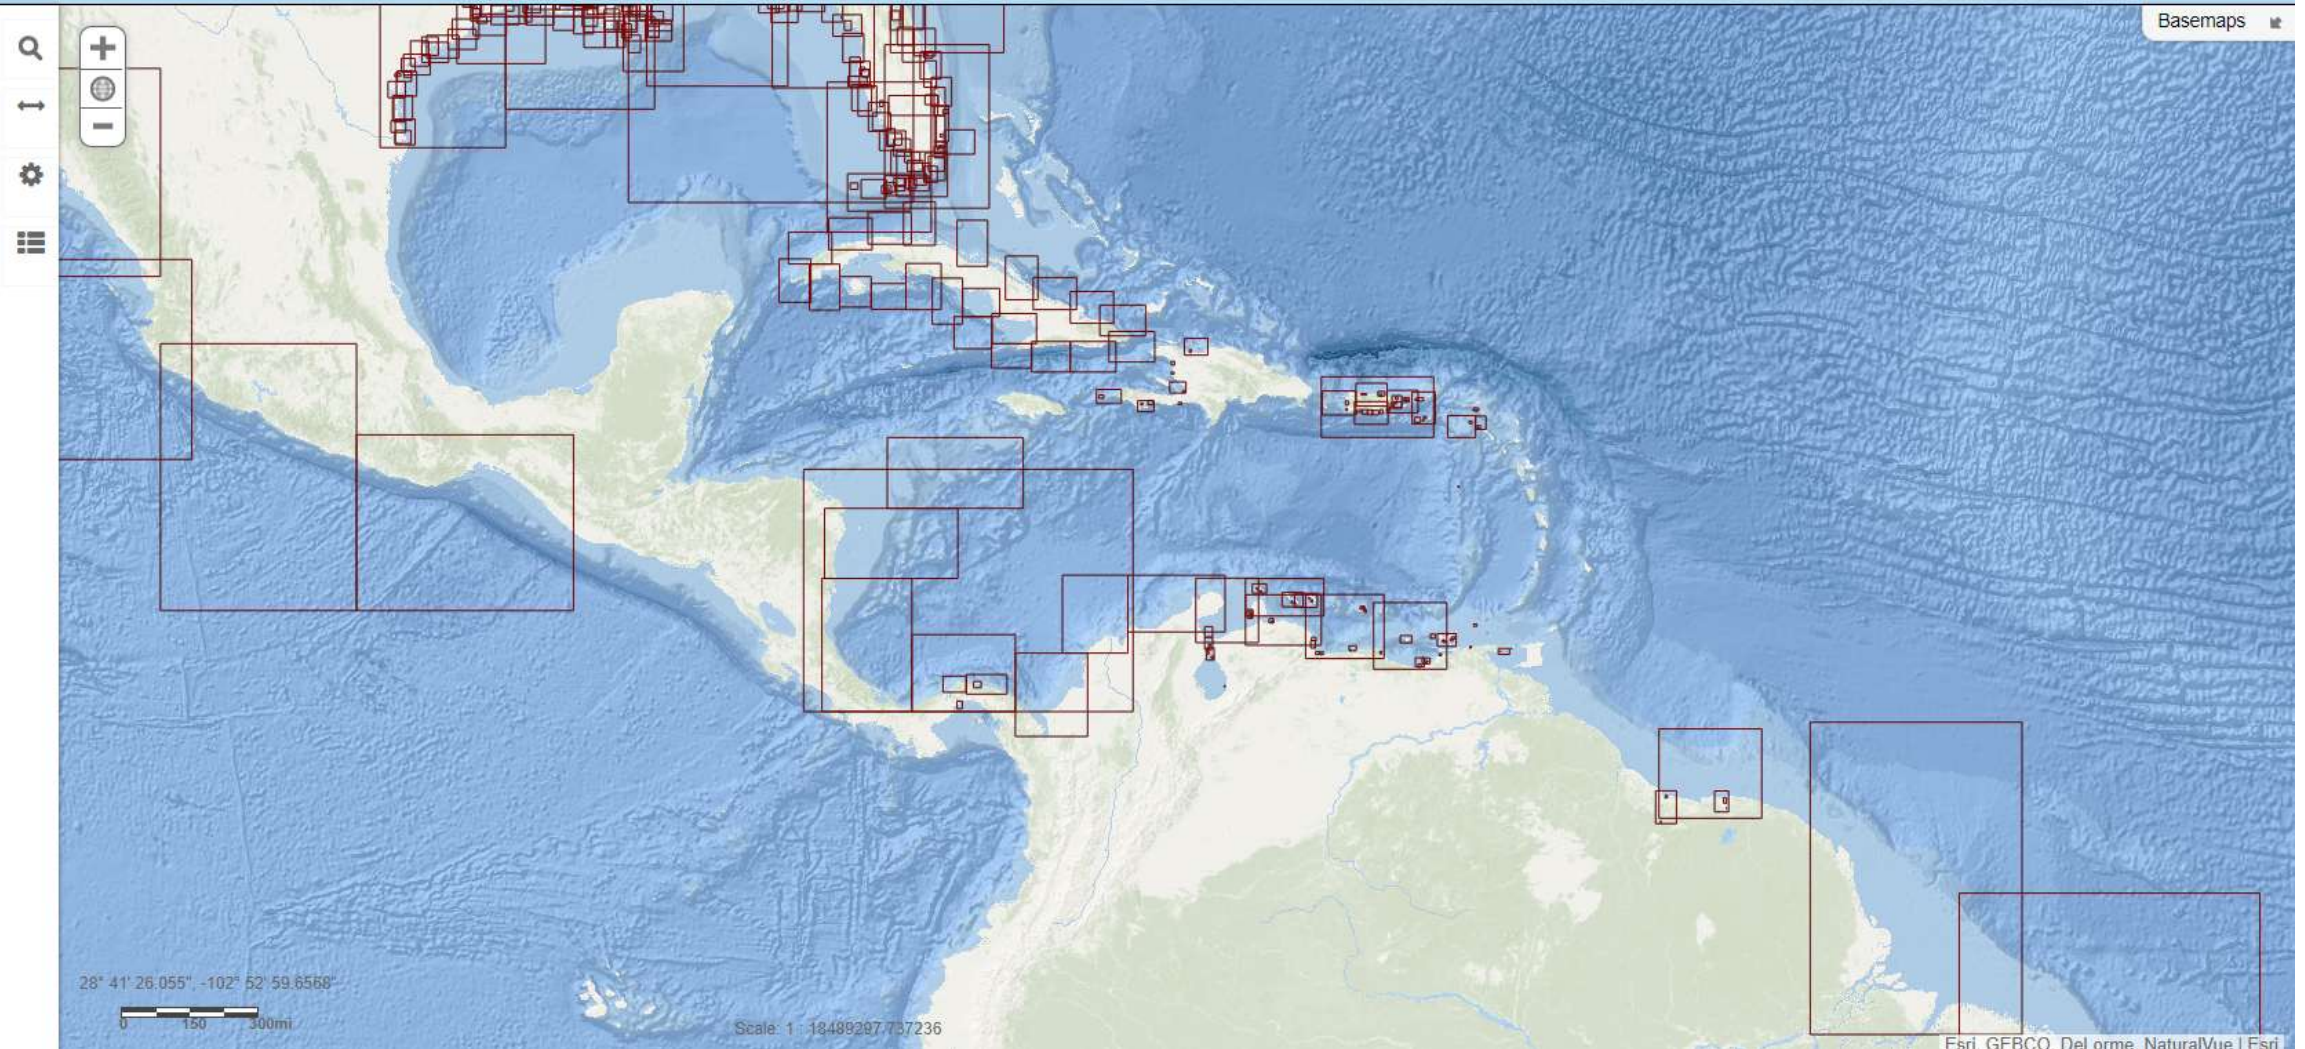 Basemaps
28° 41' 26.055", -102° 52' 59.6568"
0 150 300mi
Scale: 1 : 18489297.737236
Esri, GEBCO, DeLorme, NaturalVue | Esri